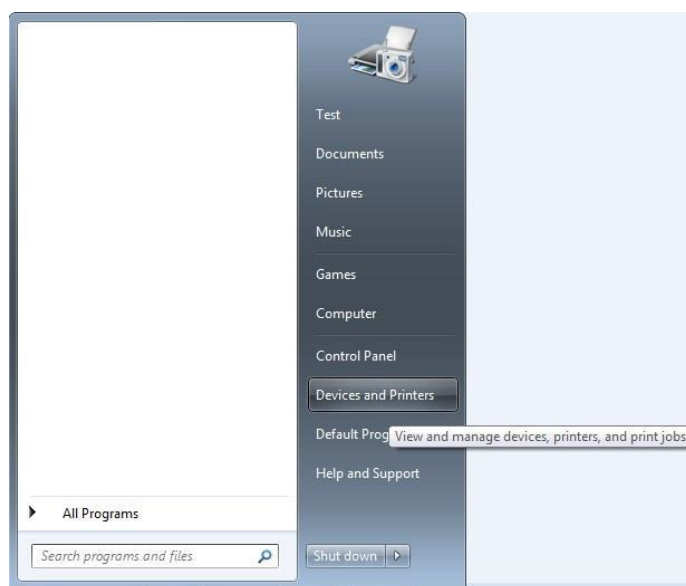 Test
Documents
Pictures
Music
Games
Computer
Control Panel
Devices and Printers
Default Prog
View and manage devices, printers, and print jobs
Help and Support
All Programs
Search programs and files
Shut down